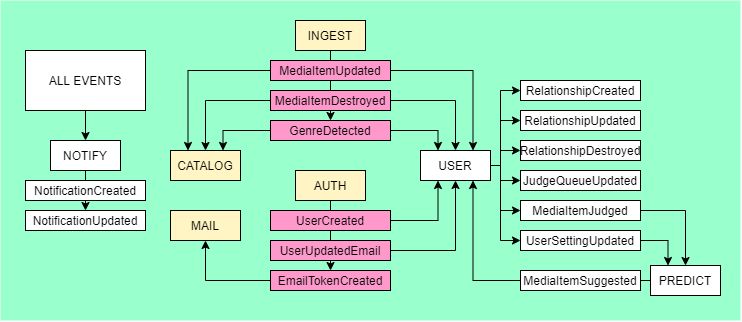 ALL EVENTS
NOTIFY
NotificationCreated
NotificationUpdated
INGEST
MediaItemUpdated
MediaItemDestroyed
GenreDetected
CATALOG
USER
AUTH
UserCreated
UserUpdatedEmail
EmailTokenCreated
MAIL
RelationshipCreated
RelationshipUpdated
RelationshipDestroyed
JudgeQueueUpdated
MediaItemJudged
UserSettingUpdated
MediaItemSuggested
PREDICT